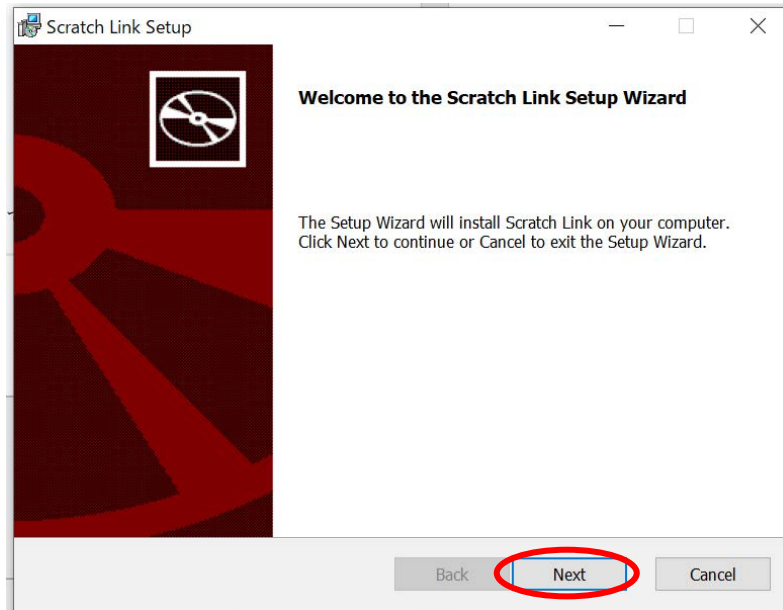 Scratch Link Setup
Welcome to the Scratch Link Setup Wizard
The Setup Wizard will install Scratch Link on your computer.
Click Next to continue or Cancel to exit the Setup Wizard.
Back Next Cancel